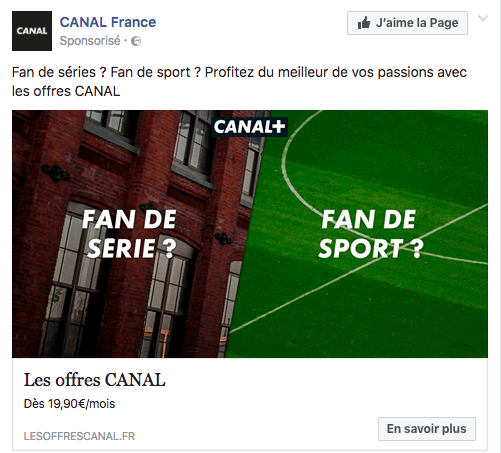 CANAL
CANAL France
Sponsorisé ·
J'aime la Page
Fan de séries ? Fan de sport ? Profitez du meilleur de vos passions avec
les offres CANAL
CANAL+
FAN DE
SERIE ?
FAN DE
SPORT ?
Les offres CANAL
Dès 19,90€/mois
LESOFFRESCANAL.FR
En savoir plus